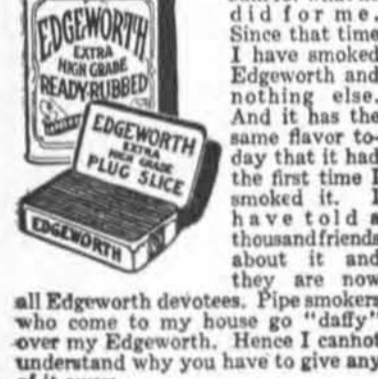 EDGEWORTH
EXTRA
HIGH GRADE
READY-RUBBED
EDGEWORTH
EXTRA
HIGH GRADE
PLUG SLICE
EDGEWORTH
did for me.
Since that time
I have smoked
Edgeworth and
nothing else.
And it has the
same flavor to-
day that it had
the first time I
smoked it. I
have told a
thousand friends
about it and
they are now
all Edgeworth devotees. Pipe smokers
who come to my house go "daffy"
over my Edgeworth. Hence I cannot
understand why you have to give any